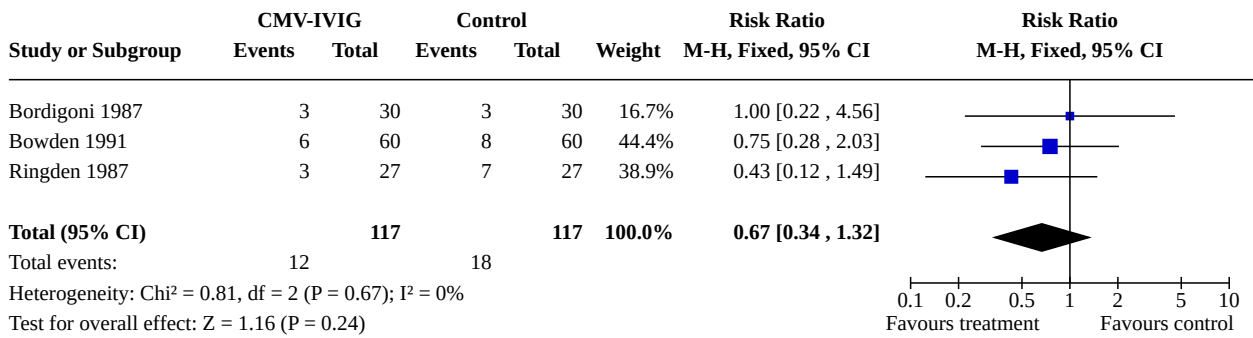 CMV-IVIG Control Risk Ratio Risk Ratio
Study or Subgroup Events Total Events Total Weight M-H, Fixed, 95% CI M-H, Fixed, 95% CI
Bordigoni 1987 3 30 3 30 16.7% 1.00 [0.22 , 4.56]
Bowden 1991 6 60 8 60 44.4% 0.75 [0.28 , 2.03]
Ringden 1987 3 27 7 27 38.9% 0.43 [0.12 , 1.49]
Total (95% CI) 117 117 100.0% 0.67 [0.34 , 1.32]
Total events: 12 18
Heterogeneity: Chi² = 0.81, df = 2 (P = 0.67); I² = 0%
0.1 0.2 0.5 1 2 5 10
Test for overall effect: Z = 1.16 (P = 0.24) Favours treatment Favours control